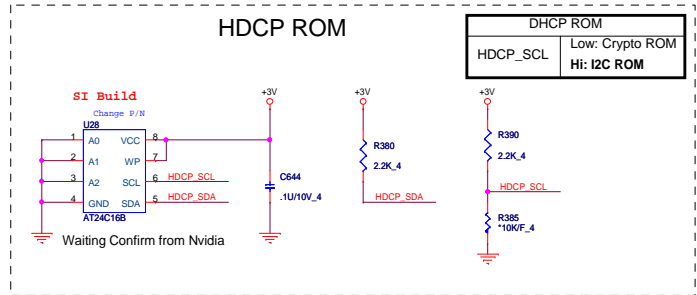 HDCP ROM
DHCP ROM
HDCP_SCL
Low: Crypto ROM
Hi: I2C ROM
SI Build
Change P/N
U28
1 A0 VCC 8
2 A1 WP 7
3 A2 SCL 6 HDCP_SCL
4 GND SDA 5 HDCP_SDA
AT24C16B
Waiting Confirm from Nvidia
+3V
C644
.1U/10V_4
+3V
R380
2.2K_4
HDCP_SDA
+3V
R390
2.2K_4
HDCP_SCL
R385
*10K/F_4